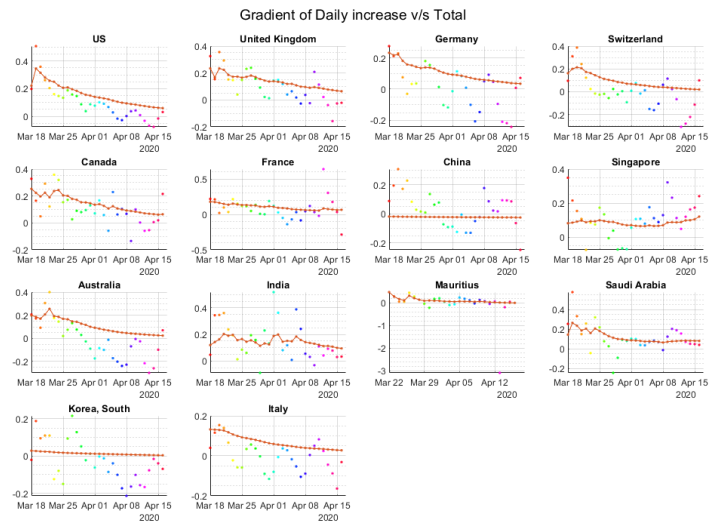 Gradient of Daily increase v/s Total
US United Kingdom Germany Switzerland
0.4 0.4 0.2 0.4
0.2 0.2 0 0.2
0 0 -0.2 0
-0.2 -0.2
Mar 18 Mar 25 Apr 01 Apr 08 Apr 15 Mar 18 Mar 25 Apr 01 Apr 08 Apr 15 Mar 18 Mar 25 Apr 01 Apr 08 Apr 15 Mar 18 Mar 25 Apr 01 Apr 08 Apr 15
2020 2020 2020 2020
Canada France China Singapore
0.4 0.5 0.2 0.4
0.2 0 0 0.2
0 -0.5 -0.2 0
-0.2
Mar 18 Mar 25 Apr 01 Apr 08 Apr 15 Mar 18 Mar 25 Apr 01 Apr 08 Apr 15 Mar 18 Mar 25 Apr 01 Apr 08 Apr 15 Mar 18 Mar 25 Apr 01 Apr 08 Apr 15
2020 2020 2020 2020
Australia India Mauritius Saudi Arabia
0.4 0.4 0 0.4
0.2 0.2 -1 0.2
0 0 -2 0
-0.2 -0.2 -3 -0.2
Mar 18 Mar 25 Apr 01 Apr 08 Apr 15 Mar 18 Mar 25 Apr 01 Apr 08 Apr 15 Mar 22 Mar 29 Apr 05 Apr 12 Mar 18 Mar 25 Apr 01 Apr 08 Apr 15
2020 2020 2020 2020
Korea, South Italy
0.2 0.2
0 0
-0.2 -0.2
Mar 18 Mar 25 Apr 01 Apr 08 Apr 15 Mar 18 Mar 25 Apr 01 Apr 08 Apr 15
2020 2020